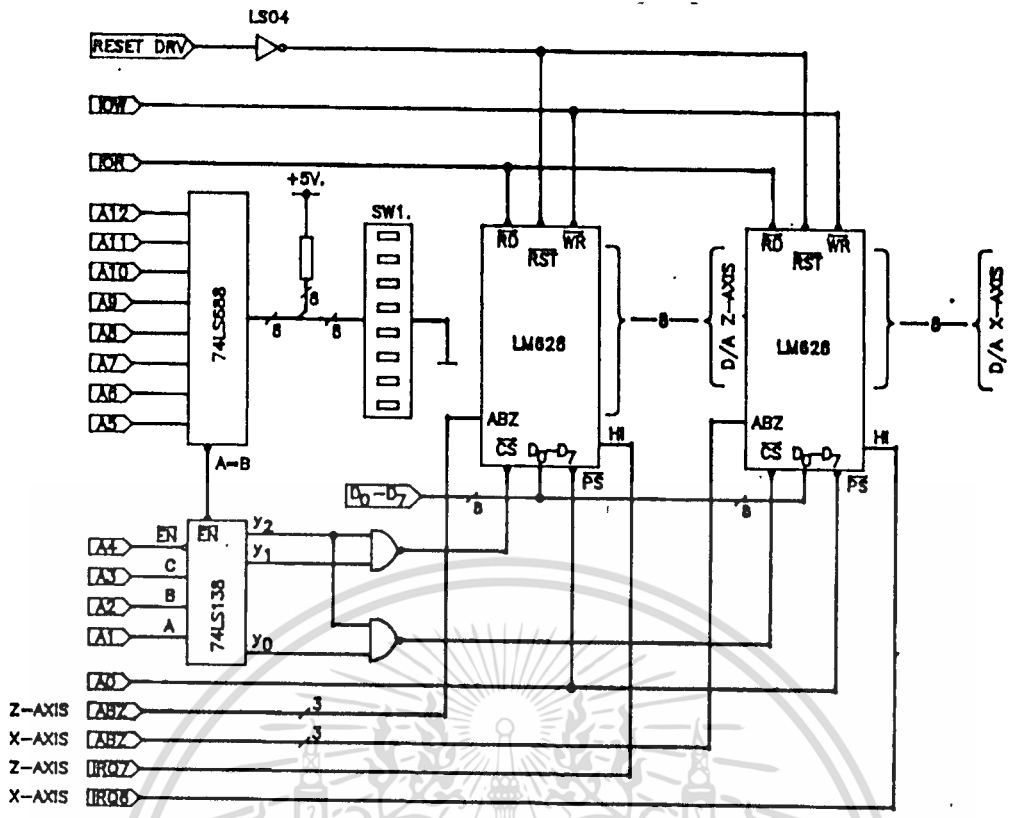 LS04
RESET DRV
IOW
IOR
+5V.
SW1.
A12
A11
A10
A9
A8
A7
A6
A5
74LS688
8
8
8
RD
RST
WR
LM628
ABZ
CS
D0-D7
PS
HI
8
D/A Z-AXIS
RD
RST
WR
LM628
ABZ
CS
D0-D7
PS
HI
8
D/A X-AXIS
A=B
D0-D7
8
8
EN
EN
C
B
A
A4
A3
A2
A1
74LS138
y2
y1
y0
A0
Z-AXIS ABZ 3
X-AXIS ABZ 3
Z-AXIS IRQ7
X-AXIS IRQ6